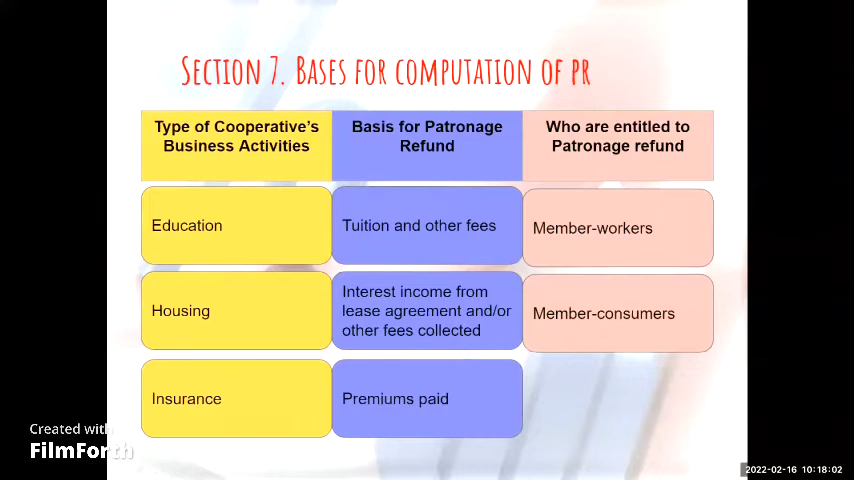 Section 7. Bases for computation of PR
Type of Cooperative's
Business Activities
Basis for Patronage
Refund
Who are entitled to
Patronage refund
Education
Tuition and other fees
Member-workers
Housing
Interest income from
lease agreement and/or
other fees collected
Member-consumers
Insurance
Premiums paid
Created with
FilmForth
2022-02-16 10:18:02